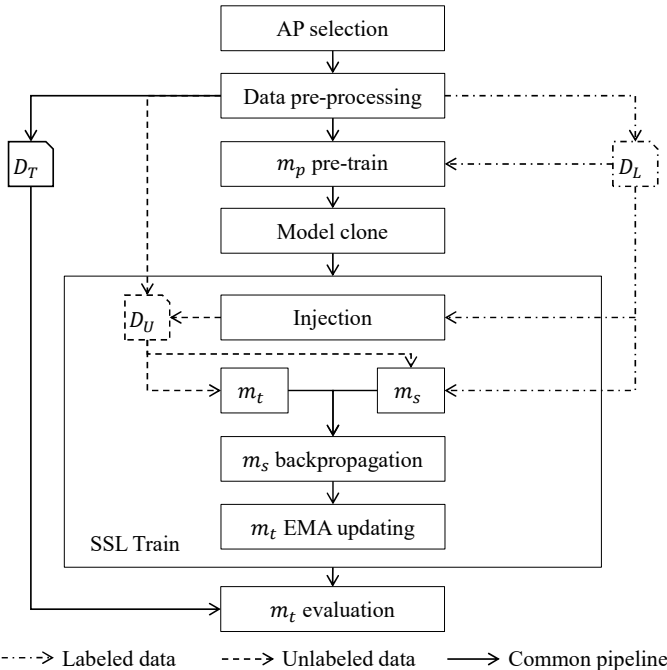 AP selection
Data pre-processing
D_T
m_p pre-train
D_L
Model clone
D_U
Injection
m_t
m_s
m_s backpropagation
m_t EMA updating
SSL Train
m_t evaluation
Labeled data
Unlabeled data
Common pipeline